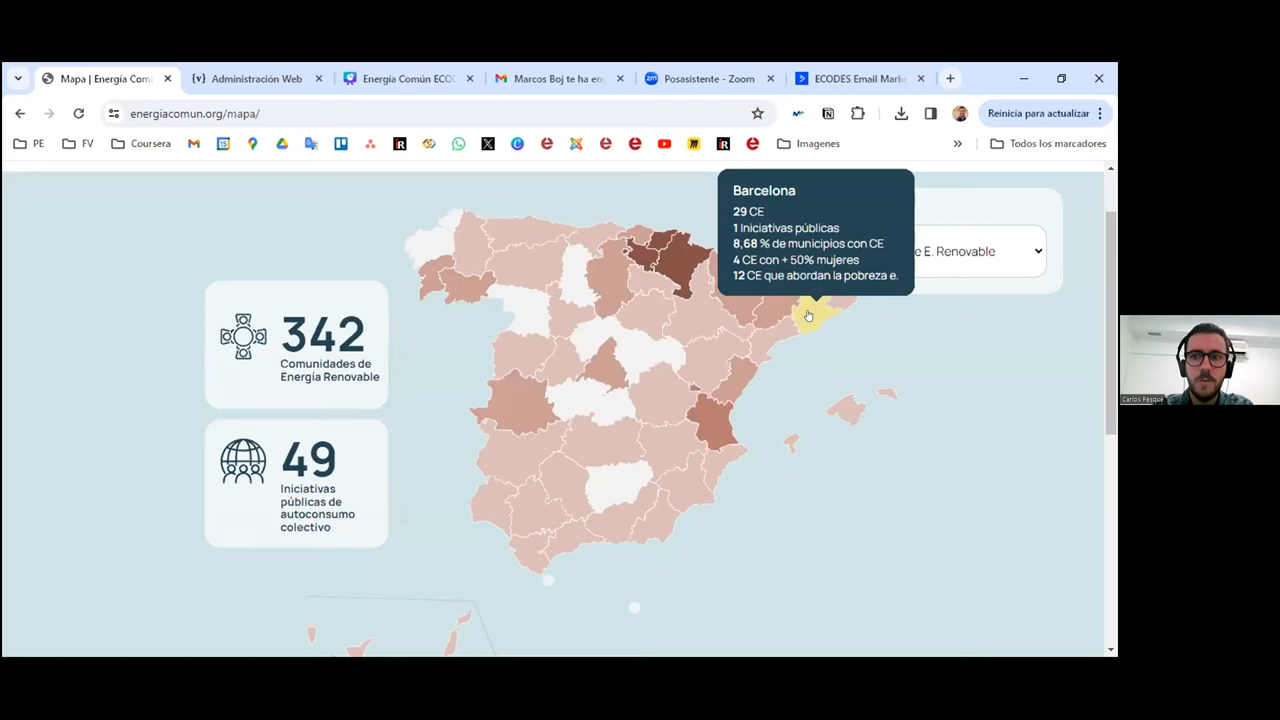 Mapa | Energía Com
Administración Web
Energía Común ECO
Marcos Boj te ha en
Posasistente - Zoom
ECODES Email Mark
energiacomun.org/mapa/
Reinicia para actualizar
PE
FV
Coursera
Imagenes
Todos los marcadores
Barcelona
29 CE
1 Iniciativas públicas
8,68 % de municipios con CE
4 CE con + 50% mujeres
12 CE que abordan la pobreza e.
e E. Renovable
342
Comunidades de
Energía Renovable
49
Iniciativas
públicas de
autoconsumo
colectivo
Carlos Pesque